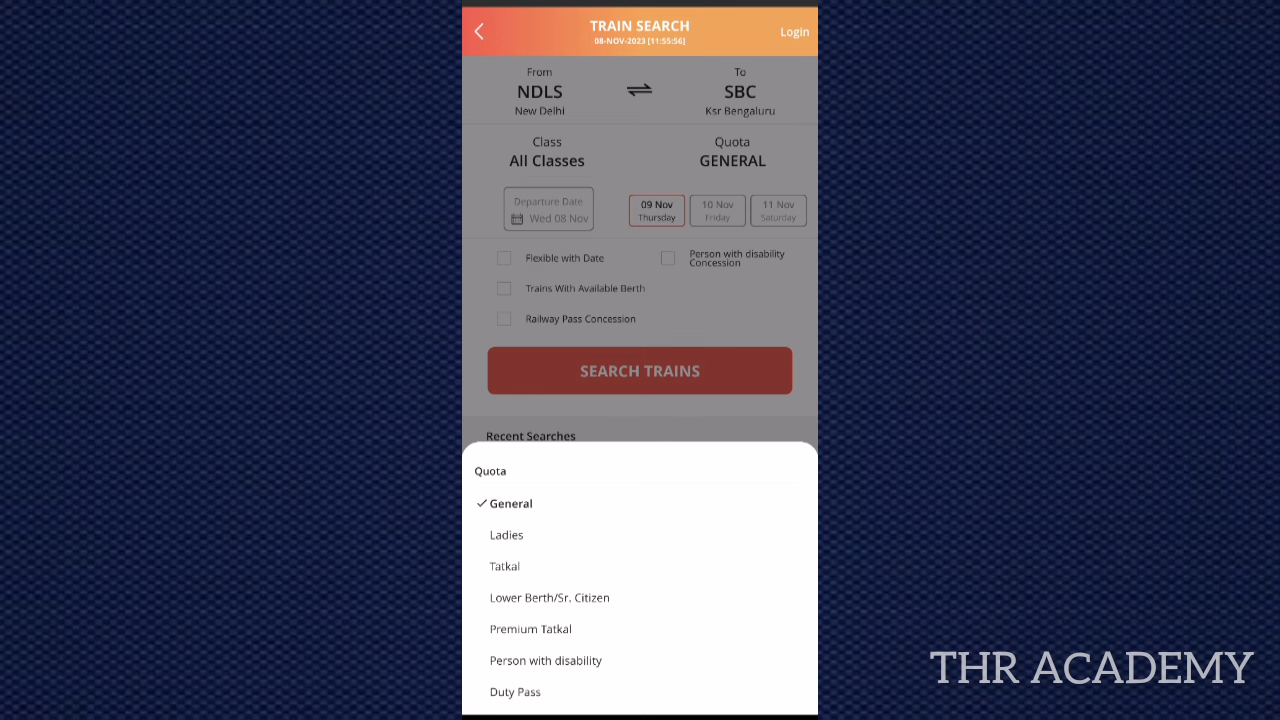 TRAIN SEARCH
08-NOV-2023 [11:55:56]
Login
From
To
NDLS
SBC
New Delhi
Ksr Bengaluru
Class
Quota
All Classes
GENERAL
Departure Date
Wed 08 Nov
09 Nov
Thursday
10 Nov
Friday
11 Nov
Saturday
Flexible with Date
Person with disability
Concession
Trains With Available Berth
Railway Pass Concession
SEARCH TRAINS
Recent Searches
Quota
General
Ladies
Tatkal
Lower Berth/Sr. Citizen
Premium Tatkal
Person with disability
Duty Pass
THR ACADEMY